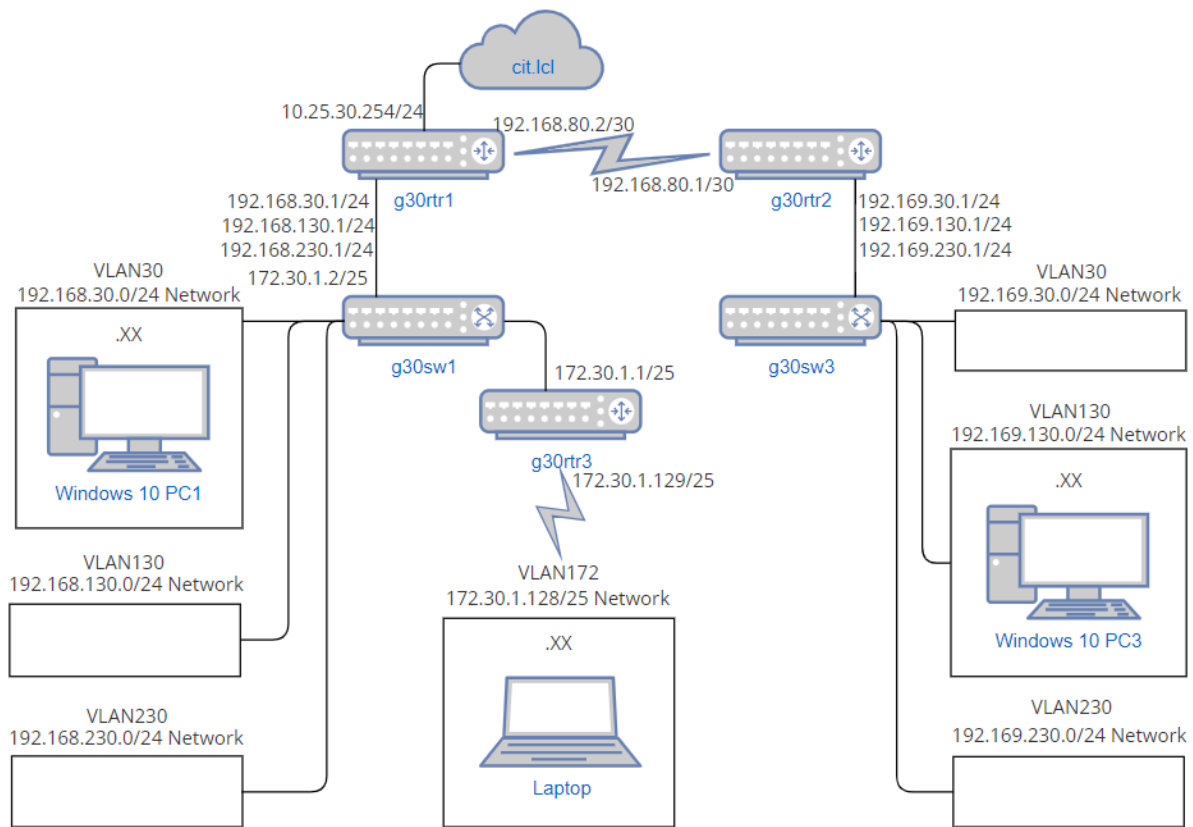 cit.lcl
10.25.30.254/24
192.168.80.2/30
192.168.80.1/30
g30rtr1
g30rtr2
192.168.30.1/24
192.168.130.1/24
192.168.230.1/24
172.30.1.2/25
192.169.30.1/24
192.169.130.1/24
192.169.230.1/24
VLAN30
192.168.30.0/24 Network
.XX
Windows 10 PC1
g30sw1
g30sw3
VLAN30
192.169.30.0/24 Network
172.30.1.1/25
g30rtr3
172.30.1.129/25
VLAN130
192.169.130.0/24 Network
.XX
Windows 10 PC3
VLAN130
192.168.130.0/24 Network
VLAN172
172.30.1.128/25 Network
.XX
Laptop
VLAN230
192.168.230.0/24 Network
VLAN230
192.169.230.0/24 Network